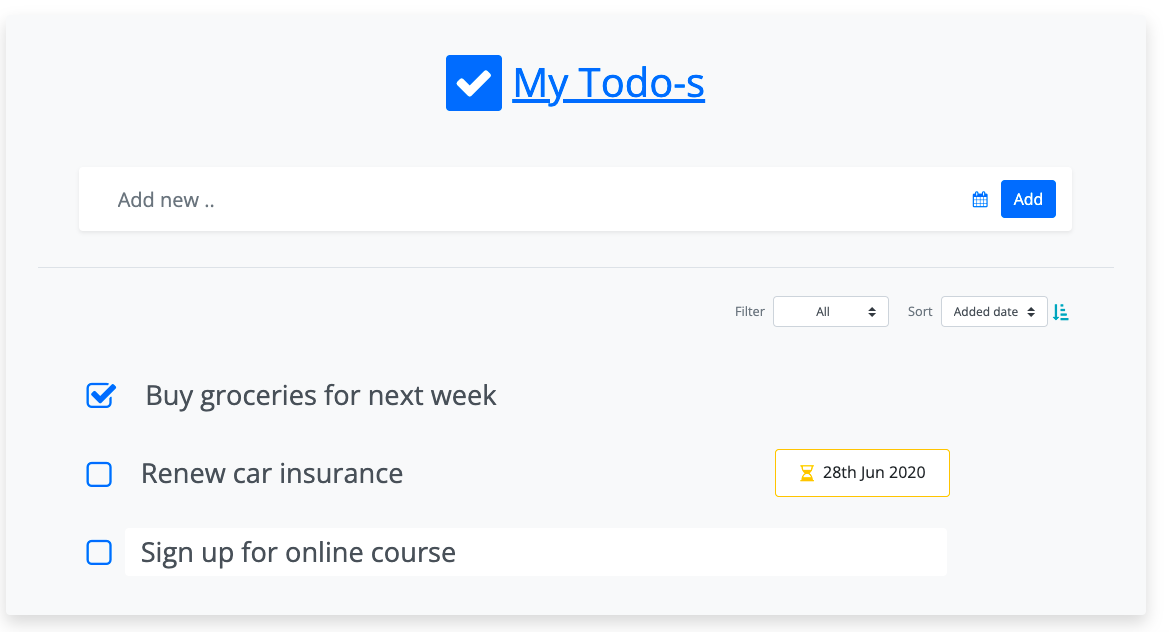 My Todo-s
Add new ..
Add
Filter All Sort Added date
Buy groceries for next week
Renew car insurance 28th Jun 2020
Sign up for online course